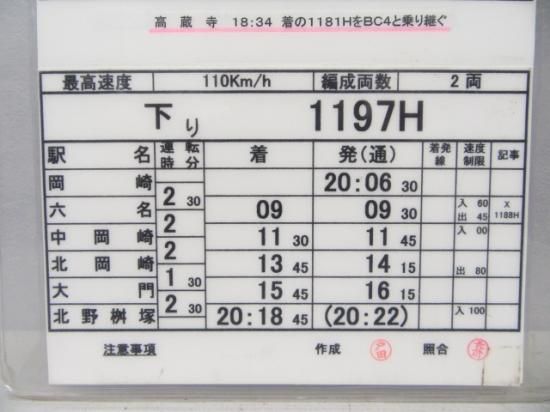 高 蔵 寺 18:34 着の1181HをBC4と乗り継ぐ
最高速度 110Km/h 編成両数 2 両
下り 1197H
駅 名 運転時分 着 発(通) 着発線 速度制限 記事
岡 崎 20:06 30
2 30
六 名 09 09 30 入 60 出 45 X 1188H
2
中 岡 崎 11 30 11 45 入 00
2
北 岡 崎 13 45 14 15 出 80
1 30
大 門 15 45 16 15
2 30
北 野 桝 塚 20:18 45 (20:22) 入 100
注意事項 作成 戸田 照合